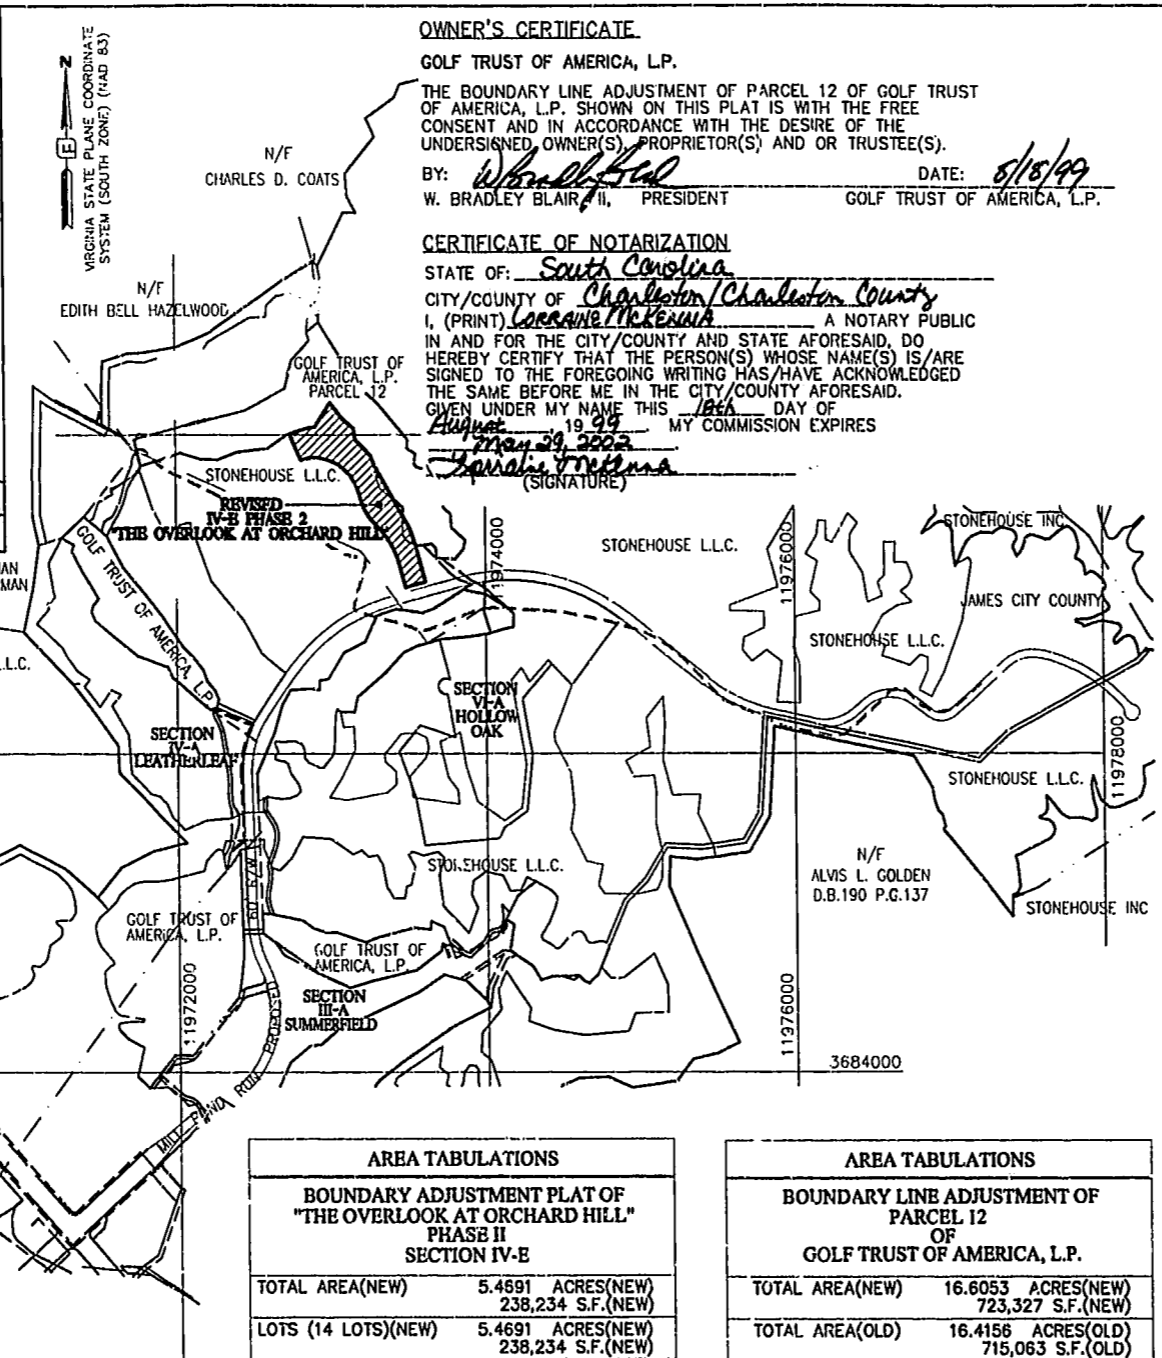 OWNER'S CERTIFICATE
GOLF TRUST OF AMERICA, L.P.
THE BOUNDARY LINE ADJUSTMENT OF PARCEL 12 OF GOLF TRUST
OF AMERICA, L.P. SHOWN ON THIS PLAT IS WITH THE FREE
CONSENT AND IN ACCORDANCE WITH THE DESIRE OF THE
UNDERSIGNED OWNER(S), PROPRIETOR(S) AND OR TRUSTEE(S).
BY: DATE: 8/18/99
W. BRADLEY BLAIR, II, PRESIDENT GOLF TRUST OF AMERICA, L.P.
CERTIFICATE OF NOTARIZATION
STATE OF: South Carolina
CITY/COUNTY OF Charleston/Charleston County
I, (PRINT) LORRAINE MCKENNA A NOTARY PUBLIC
IN AND FOR THE CITY/COUNTY AND STATE AFORESAID, DO
HEREBY CERTIFY THAT THE PERSON(S) WHOSE NAME(S) IS/ARE
SIGNED TO THE FOREGOING WRITING HAS/HAVE ACKNOWLEDGED
THE SAME BEFORE ME IN THE CITY/COUNTY AFORESAID.
GIVEN UNDER MY NAME THIS 18th DAY OF
August, 19 99. MY COMMISSION EXPIRES
May 29, 2002.
Lorraine McKenna
(SIGNATURE)
VIRGINIA STATE PLANE COORDINATE
SYSTEM (SOUTH ZONE) (NAD 83)
N
N/F
CHARLES D. COATS
N/F
EDITH BELL HAZELWOOD
GOLF TRUST OF
AMERICA, L.P.
PARCEL 12
STONEHOUSE L.L.C.
REVISED
IV-E PHASE 2
"THE OVERLOOK AT ORCHARD HILL"
GOLF TRUST OF AMERICA, L.P.
MAN
L.C.
11974000
STONEHOUSE L.L.C.
11976000
STONEHOUSE INC
JAMES CITY COUNTY
STONEHOUSE L.L.C.
SECTION
VI-A
HOLLOW
OAK
SECTION
IV-A
LEATHERLEAF
STONEHOUSE L.L.C.
11978000
STONEHOUSE L.L.C.
N/F
ALVIS L. GOLDEN
D.B.190 P.G.137
STONEHOUSE INC
60' R/W
GOLF TRUST OF
AMERICA, L.P.
GOLF TRUST OF
AMERICA, L.P.
SECTION
III-A
SUMMERFIELD
11972000
11976000
3684000
MILL POND RUN PROPOSED
AREA TABULATIONS
BOUNDARY ADJUSTMENT PLAT OF
"THE OVERLOOK AT ORCHARD HILL"
PHASE II
SECTION IV-E
TOTAL AREA(NEW) 5.4691 ACRES(NEW)
238,234 S.F.(NEW)
LOTS (14 LOTS)(NEW) 5.4691 ACRES(NEW)
238,234 S.F.(NEW)
AREA TABULATIONS
BOUNDARY LINE ADJUSTMENT OF
PARCEL 12
OF
GOLF TRUST OF AMERICA, L.P.
TOTAL AREA(NEW) 16.6053 ACRES(NEW)
723,327 S.F.(NEW)
TOTAL AREA(OLD) 16.4156 ACRES(OLD)
715,063 S.F.(OLD)